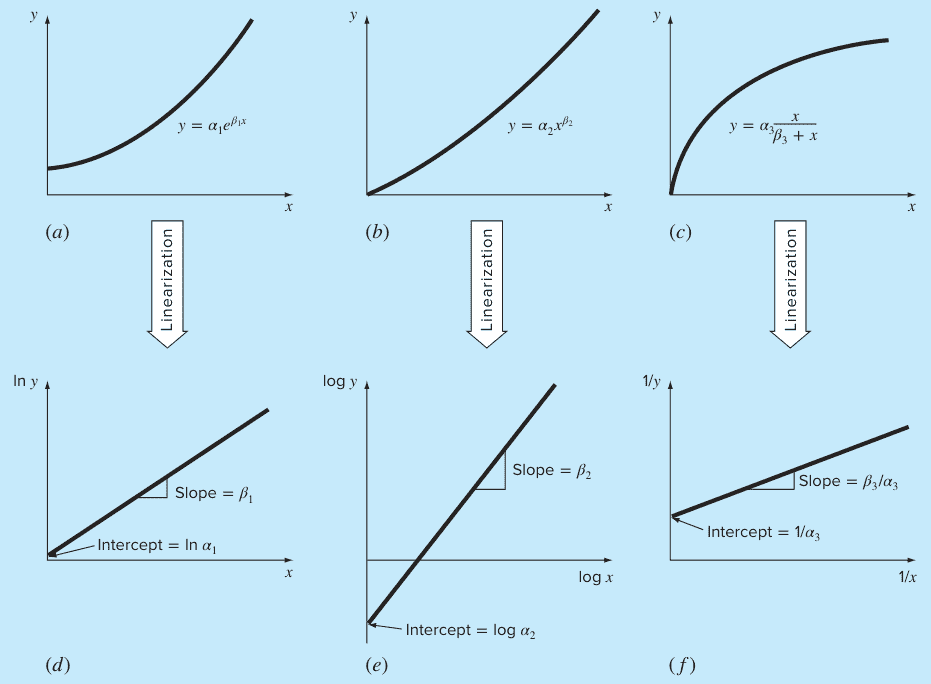 y
y = α₁e^{β₁x}
x
(a)
y
y = α₂x^{β₂}
x
(b)
y
y = α₃ x/(β₃ + x)
x
(c)
Linearization
Linearization
Linearization
ln y
Slope = β₁
Intercept = ln α₁
x
(d)
log y
Slope = β₂
log x
Intercept = log α₂
(e)
1/y
Slope = β₃/α₃
Intercept = 1/α₃
1/x
(f)